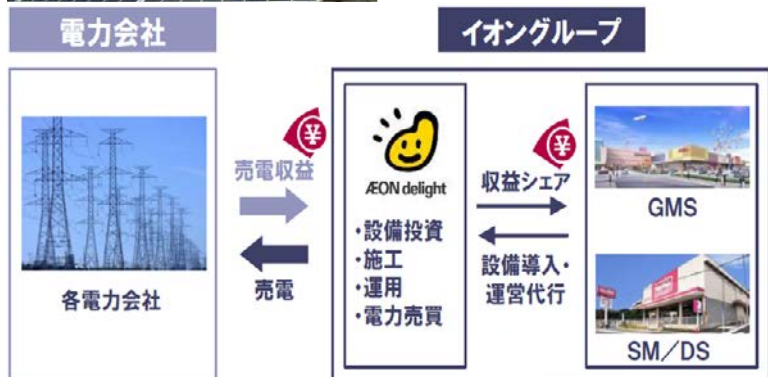 電力会社
イオングループ
¥
売電収益
売電
各電力会社
ÆON delight
・設備投資
・施工
・運用
・電力売買
¥
収益シェア
設備導入・
運営代行
GMS
SM／DS